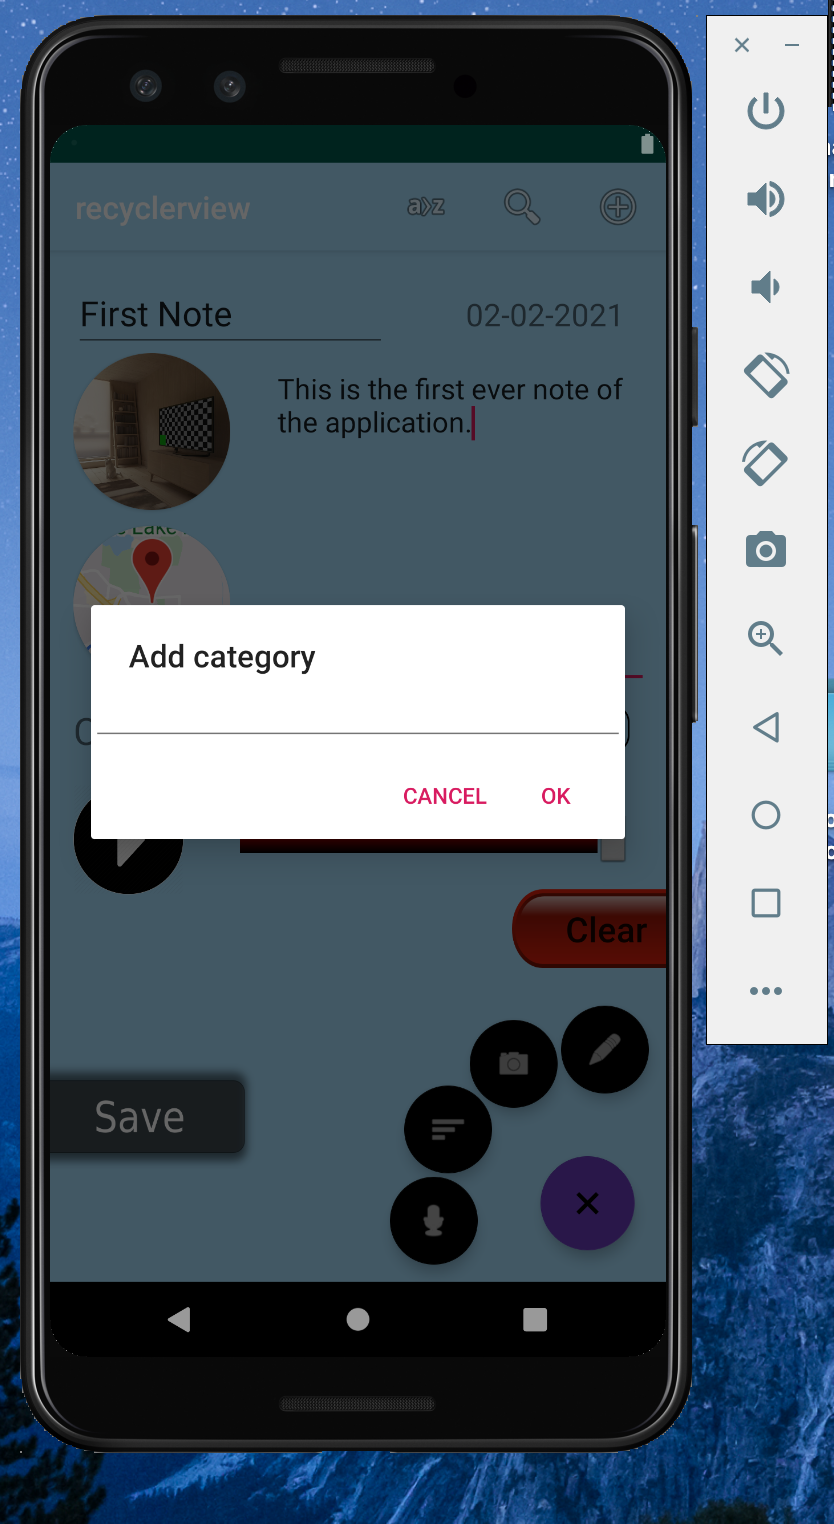 recyclerview
a z
First Note
02-02-2021
This is the first ever note of
the application.
Lake
Add category
C
CANCEL
OK
Clear
Save